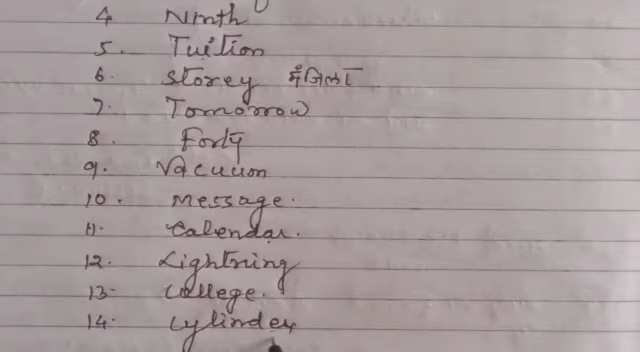 4 Ninth
5. Tuition
6. Storey मंजिला
7. Tomorrow
8. Forty
9. Vacuum
10. Message.
11. Calendar.
12. Lightning
13- College.
14. Cylinder